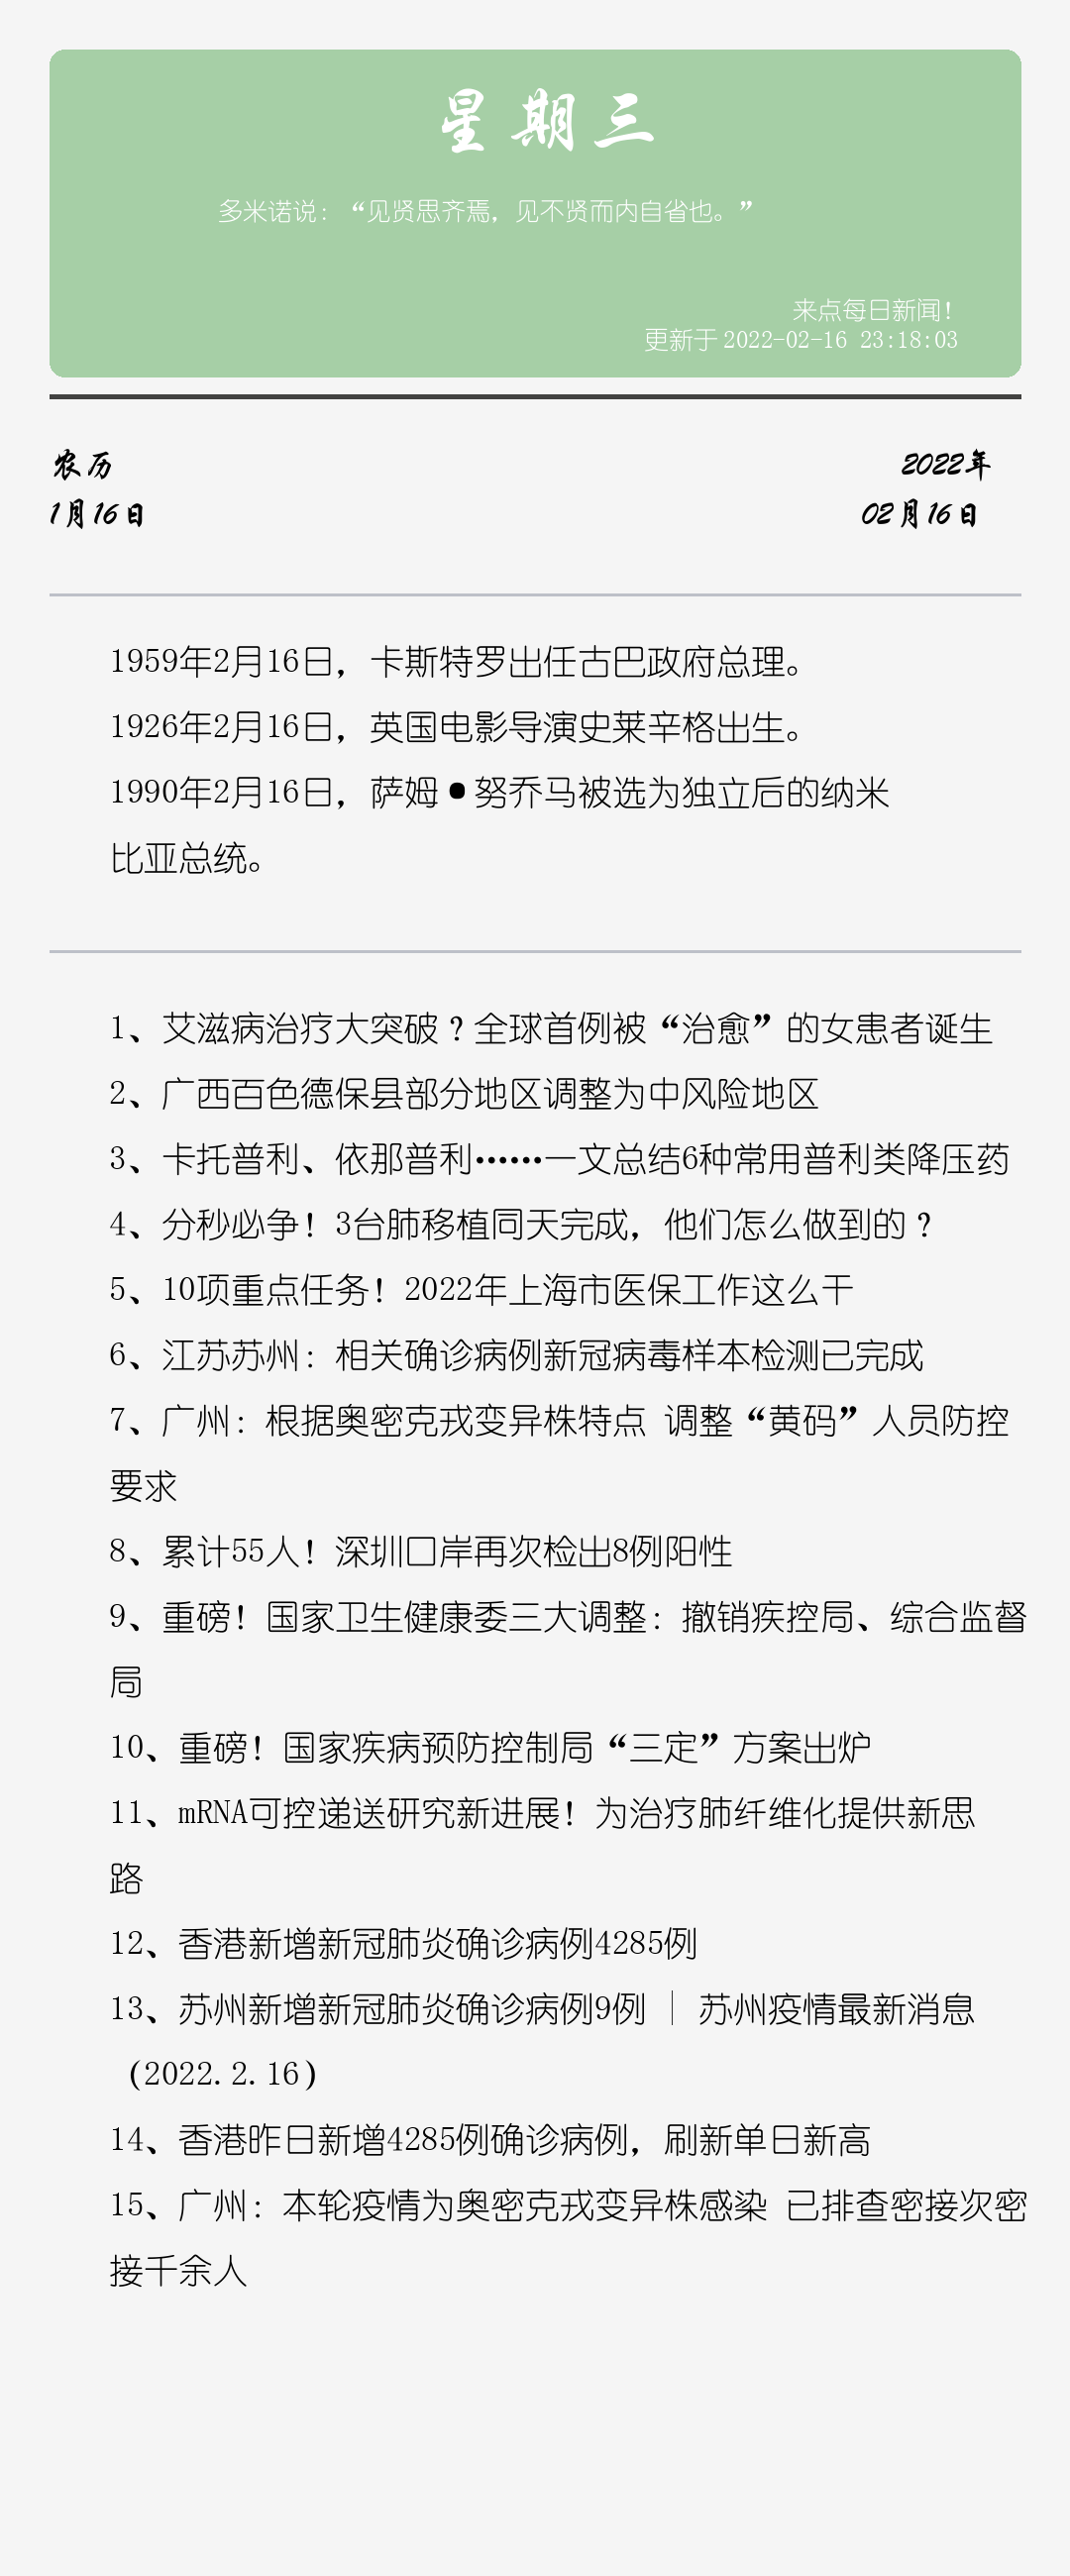 星期三
多米诺说：“见贤思齐焉，见不贤而内自省也。”
来点每日新闻！
更新于2022-02-16 23:18:03
农历
1月16日
2022年
02月16日
1959年2月16日，卡斯特罗出任古巴政府总理。
1926年2月16日，英国电影导演史莱辛格出生。
1990年2月16日，萨姆•努乔马被选为独立后的纳米
比亚总统。
1、艾滋病治疗大突破？全球首例被“治愈”的女患者诞生
2、广西百色德保县部分地区调整为中风险地区
3、卡托普利、依那普利……一文总结6种常用普利类降压药
4、分秒必争！3台肺移植同天完成，他们怎么做到的？
5、10项重点任务！2022年上海市医保工作这么干
6、江苏苏州：相关确诊病例新冠病毒样本检测已完成
7、广州：根据奥密克戎变异株特点 调整“黄码”人员防控
要求
8、累计55人！深圳口岸再次检出8例阳性
9、重磅！国家卫生健康委三大调整：撤销疾控局、综合监督
局
10、重磅！国家疾病预防控制局“三定”方案出炉
11、mRNA可控递送研究新进展！为治疗肺纤维化提供新思
路
12、香港新增新冠肺炎确诊病例4285例
13、苏州新增新冠肺炎确诊病例9例｜苏州疫情最新消息
（2022.2.16）
14、香港昨日新增4285例确诊病例，刷新单日新高
15、广州：本轮疫情为奥密克戎变异株感染 已排查密接次密
接千余人